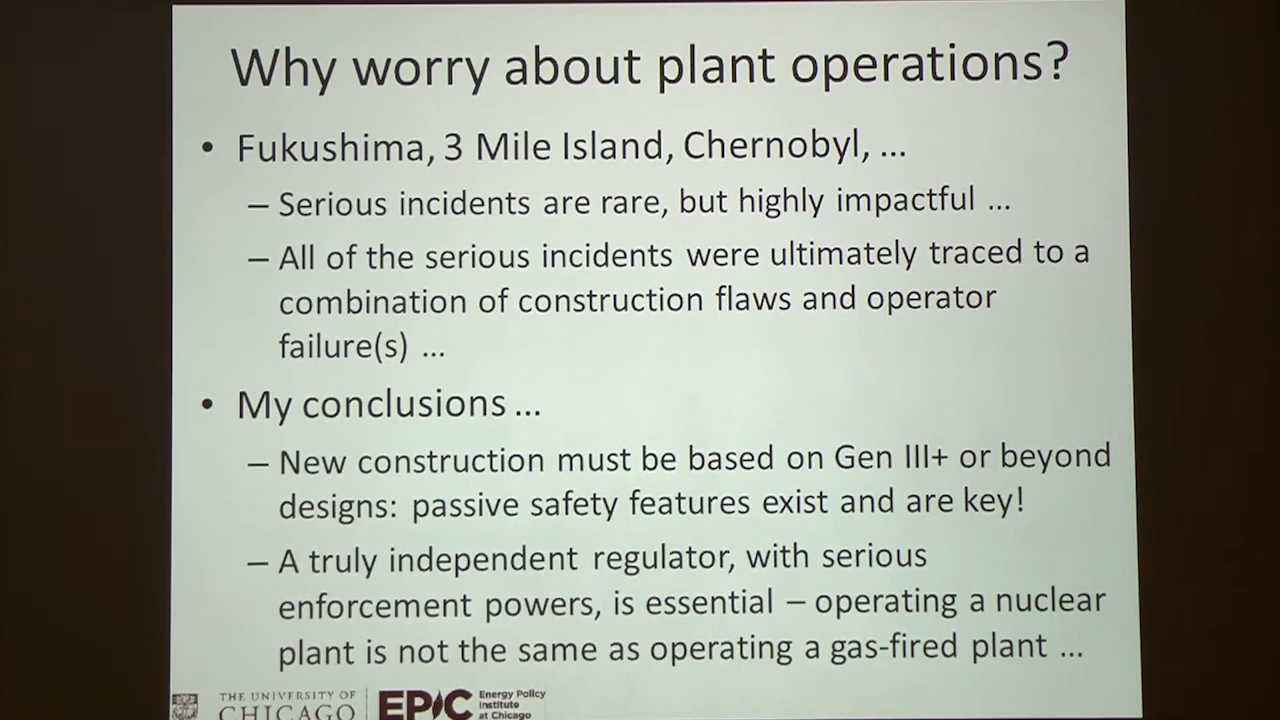 Why worry about plant operations?
• Fukushima, 3 Mile Island, Chernobyl, ...
– Serious incidents are rare, but highly impactful ...
– All of the serious incidents were ultimately traced to a
combination of construction flaws and operator
failure(s) ...
• My conclusions ...
– New construction must be based on Gen III+ or beyond
designs: passive safety features exist and are key!
– A truly independent regulator, with serious
enforcement powers, is essential – operating a nuclear
plant is not the same as operating a gas-fired plant ...
THE UNIVERSITY OF
CHICAGO
EPIC
Energy Policy
Institute
at Chicago